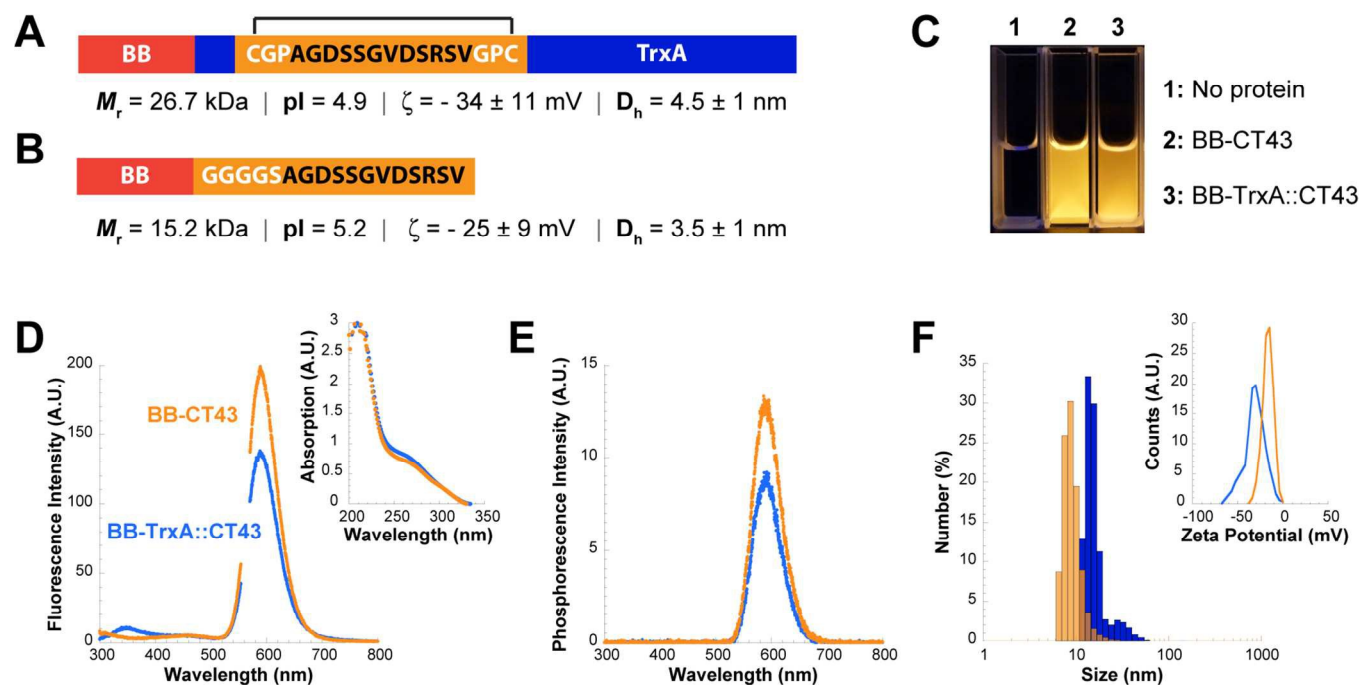 A
BB CGPAGDSSGVDSRSVGPC TrxA
Mr = 26.7 kDa | pI = 4.9 | ζ = - 34 ± 11 mV | Dh = 4.5 ± 1 nm
B
BB GGGGSAGDSSGVDSRSV
Mr = 15.2 kDa | pI = 5.2 | ζ = - 25 ± 9 mV | Dh = 3.5 ± 1 nm
C
1 2 3
1: No protein
2: BB-CT43
3: BB-TrxA::CT43
D
Fluorescence Intensity (A.U.)
200
150
100
50
0
300 400 500 600 700 800
Wavelength (nm)
BB-CT43
BB-TrxA::CT43
Absorption (A.U.)
3
2.5
2
1.5
1
0.5
0
200 250 300 350
Wavelength (nm)
E
Phosphorescence Intensity (A.U.)
15
10
5
0
300 400 500 600 700 800
Wavelength (nm)
F
Number (%)
35
30
25
20
15
10
5
0
1 10 100 1000
Size (nm)
Counts (A.U.)
30
25
20
15
10
5
0
-100 -50 0 50
Zeta Potential (mV)